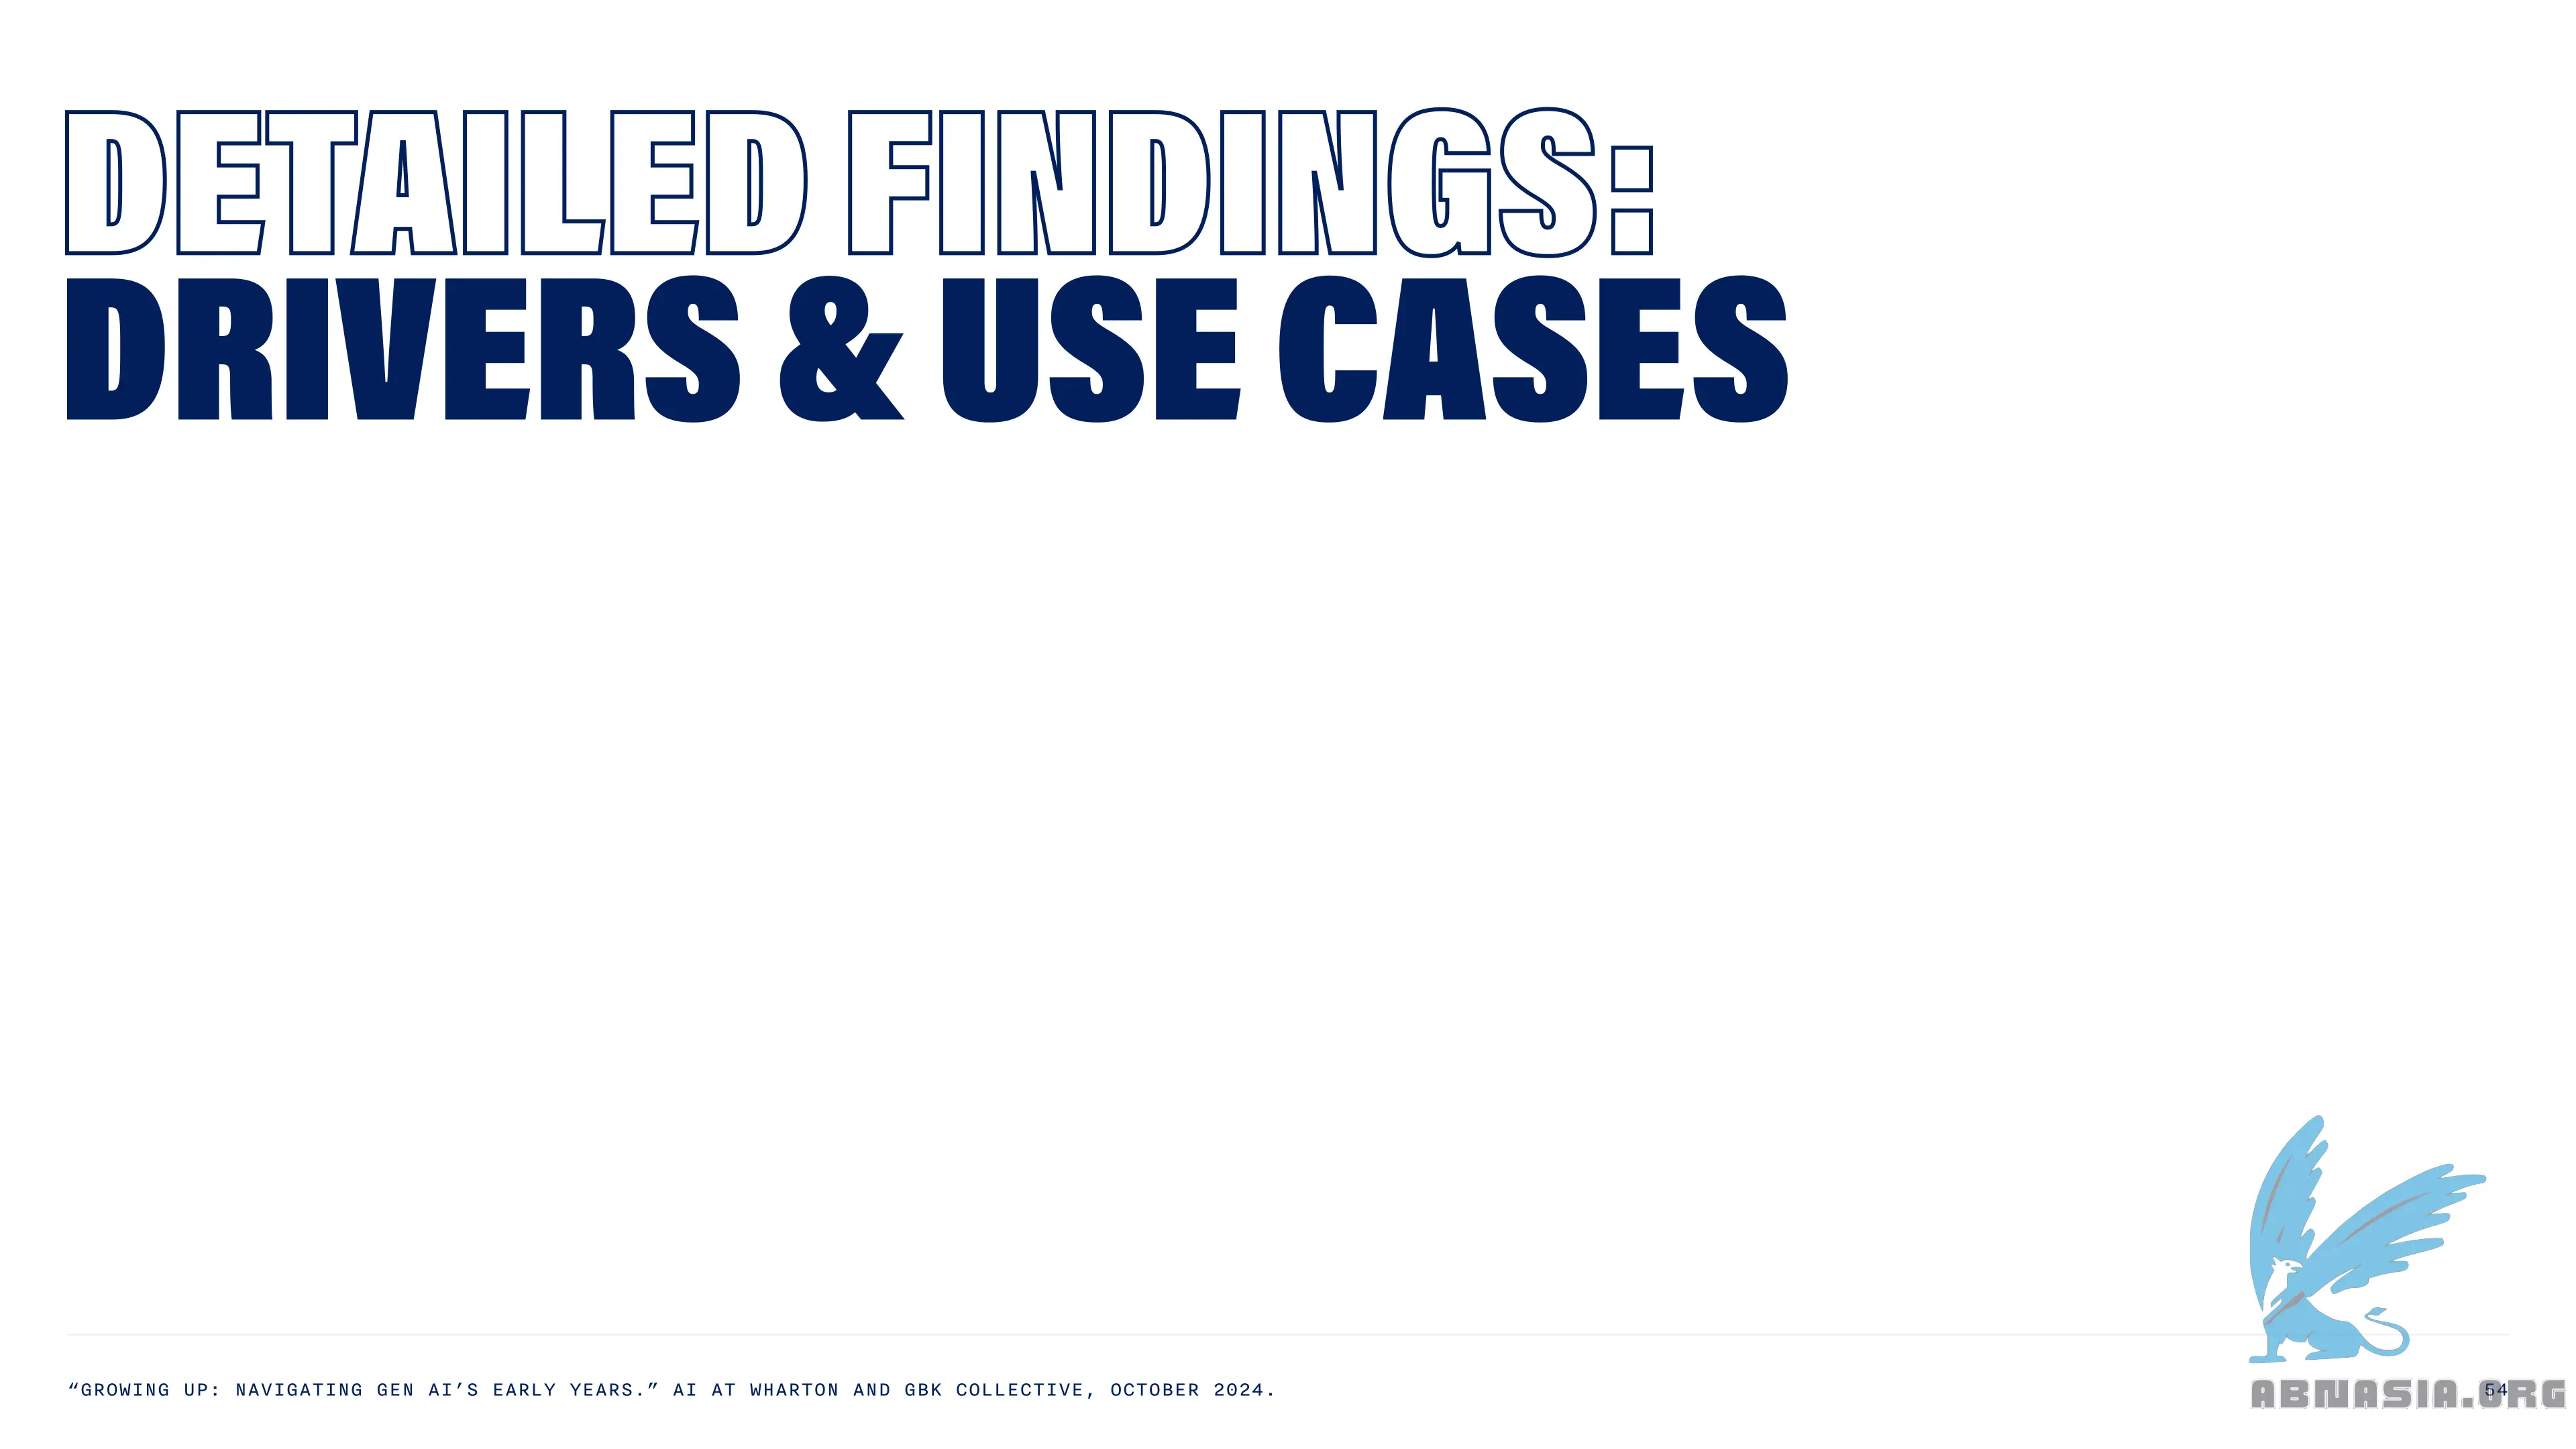 DETAILED FINDINGS:
DRIVERS & USE CASES
“GROWING UP: NAVIGATING GEN AI’S EARLY YEARS.” AI AT WHARTON AND GBK COLLECTIVE, OCTOBER 2024.
54
ABNASIA.ORG